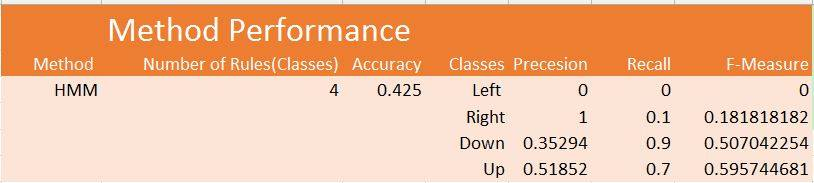 Method Performance
Method Number of Rules(Classes) Accuracy Classes Precesion Recall F-Measure
HMM 4 0.425 Left 0 0 0
Right 1 0.1 0.181818182
Down 0.35294 0.9 0.507042254
Up 0.51852 0.7 0.595744681